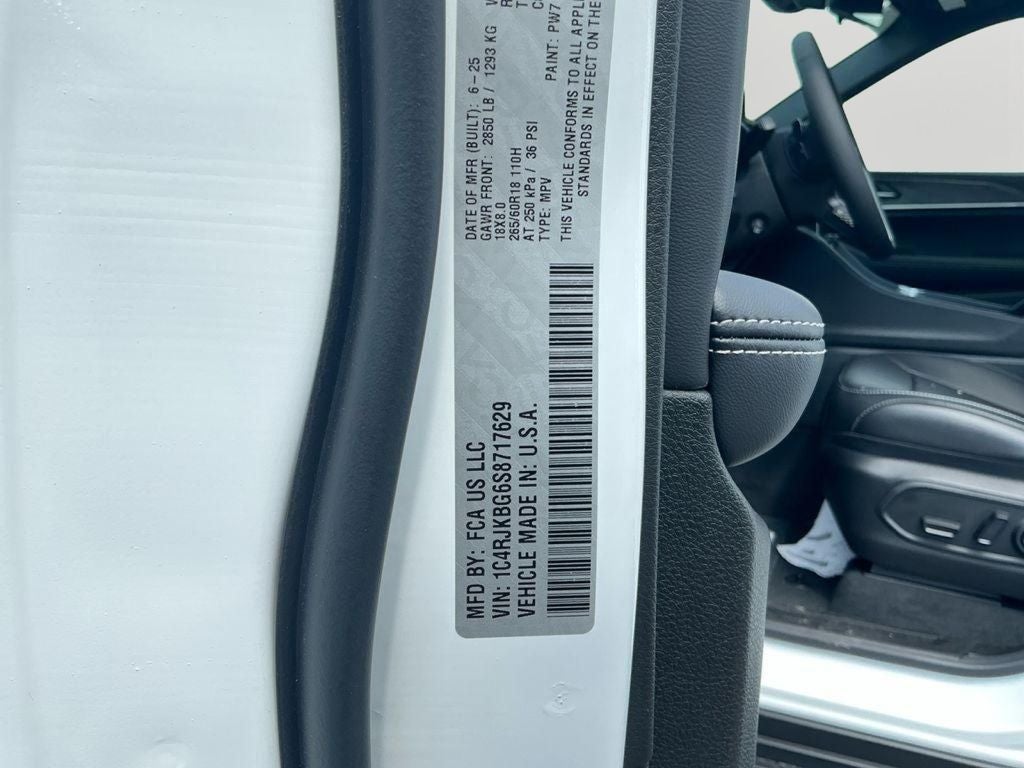 MFD BY: FCA US LLC
VIN: 1C4RJKBG6S8717629
VEHICLE MADE IN: U.S.A.
DATE OF MFR (BUILT): 6-25
GAWR FRONT: 2850 LB / 1293 KG
18X8.0
265/60R18 110H
AT 250 kPa / 36 PSI
TYPE: MPV
PAINT: PW7
THIS VEHICLE CONFORMS TO ALL APPL
STANDARDS IN EFFECT ON THE